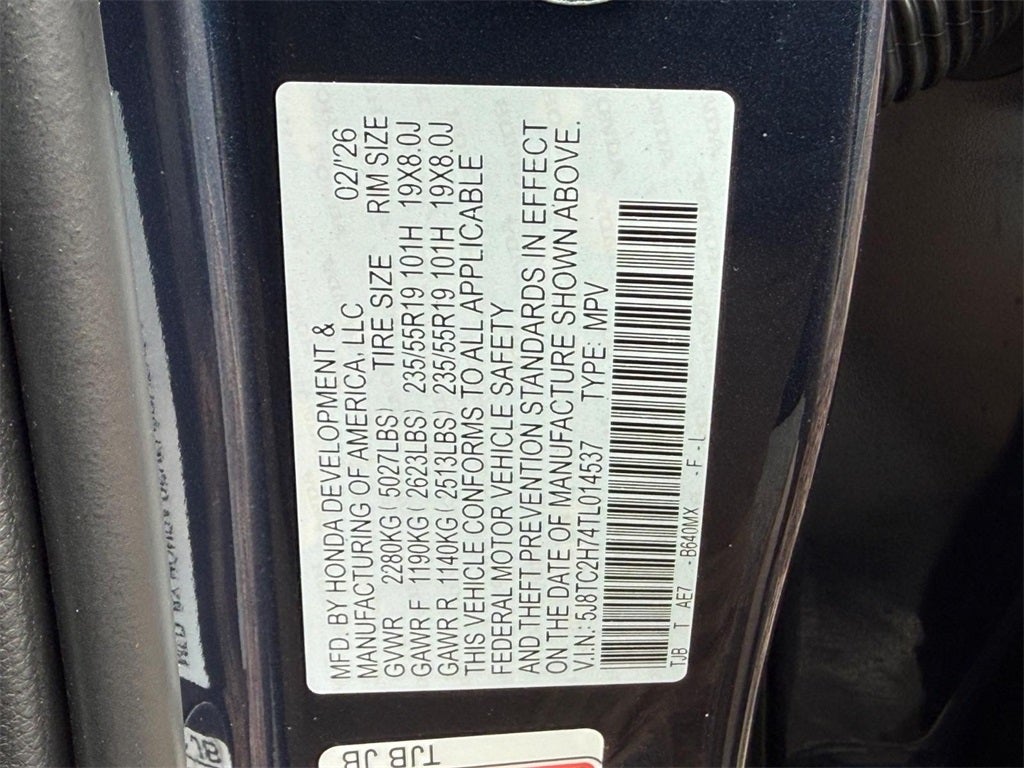 MFD. BY HONDA DEVELOPMENT &
MANUFACTURING OF AMERICA, LLC 02/'26
TIRE SIZE RIM SIZE
GVWR 2280KG ( 5027LBS)
GAWR F 1190KG ( 2623LBS) 235/55R19 101H 19X8.0J
GAWR R 1140KG ( 2513LBS) 235/55R19 101H 19X8.0J
THIS VEHICLE CONFORMS TO ALL APPLICABLE
FEDERAL MOTOR VEHICLE SAFETY
AND THEFT PREVENTION STANDARDS IN EFFECT
ON THE DATE OF MANUFACTURE SHOWN ABOVE.
V.I.N.: 5J8TC2H74TL014537 TYPE: MPV
TJB T AE7 -B640MX -F -L
TJB JB